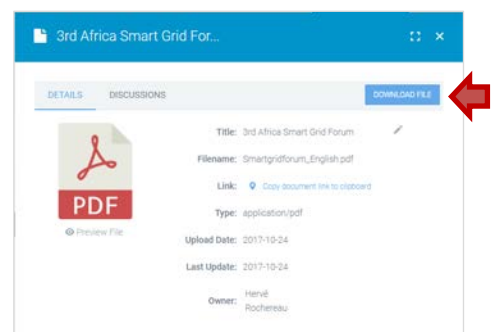 3rd Africa Smart Grid For...
DETAILS DISCUSSIONS DOWNLOAD FILE
Title: 3rd Africa Smart Grid Forum
Filename: Smartgridforum_English.pdf
Link: Copy document link to clipboard
PDF
Type: application/pdf
Preview File
Upload Date: 2017-10-24
Last Update: 2017-10-24
Owner: Hervé
Rochereau